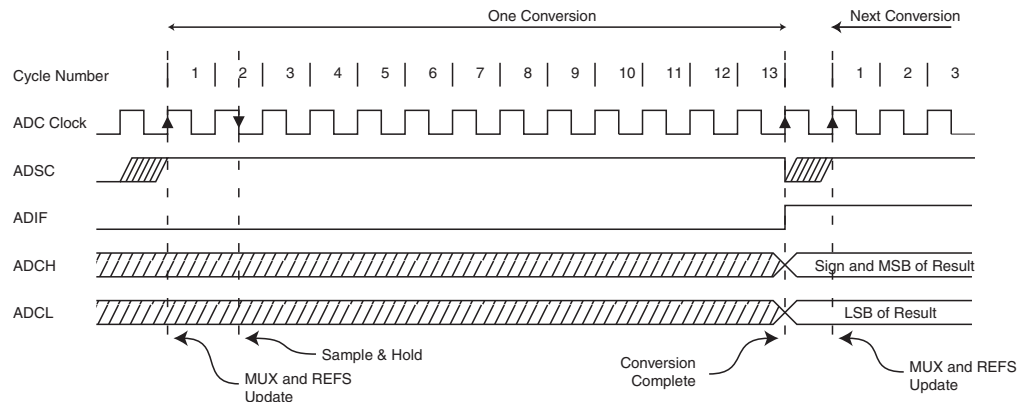 One Conversion Next Conversion
Cycle Number 1 2 3 4 5 6 7 8 9 10 11 12 13 1 2 3
ADC Clock
ADSC
ADIF
ADCH Sign and MSB of Result
ADCL LSB of Result
Sample & Hold
MUX and REFS
Update
Conversion
Complete
MUX and REFS
Update